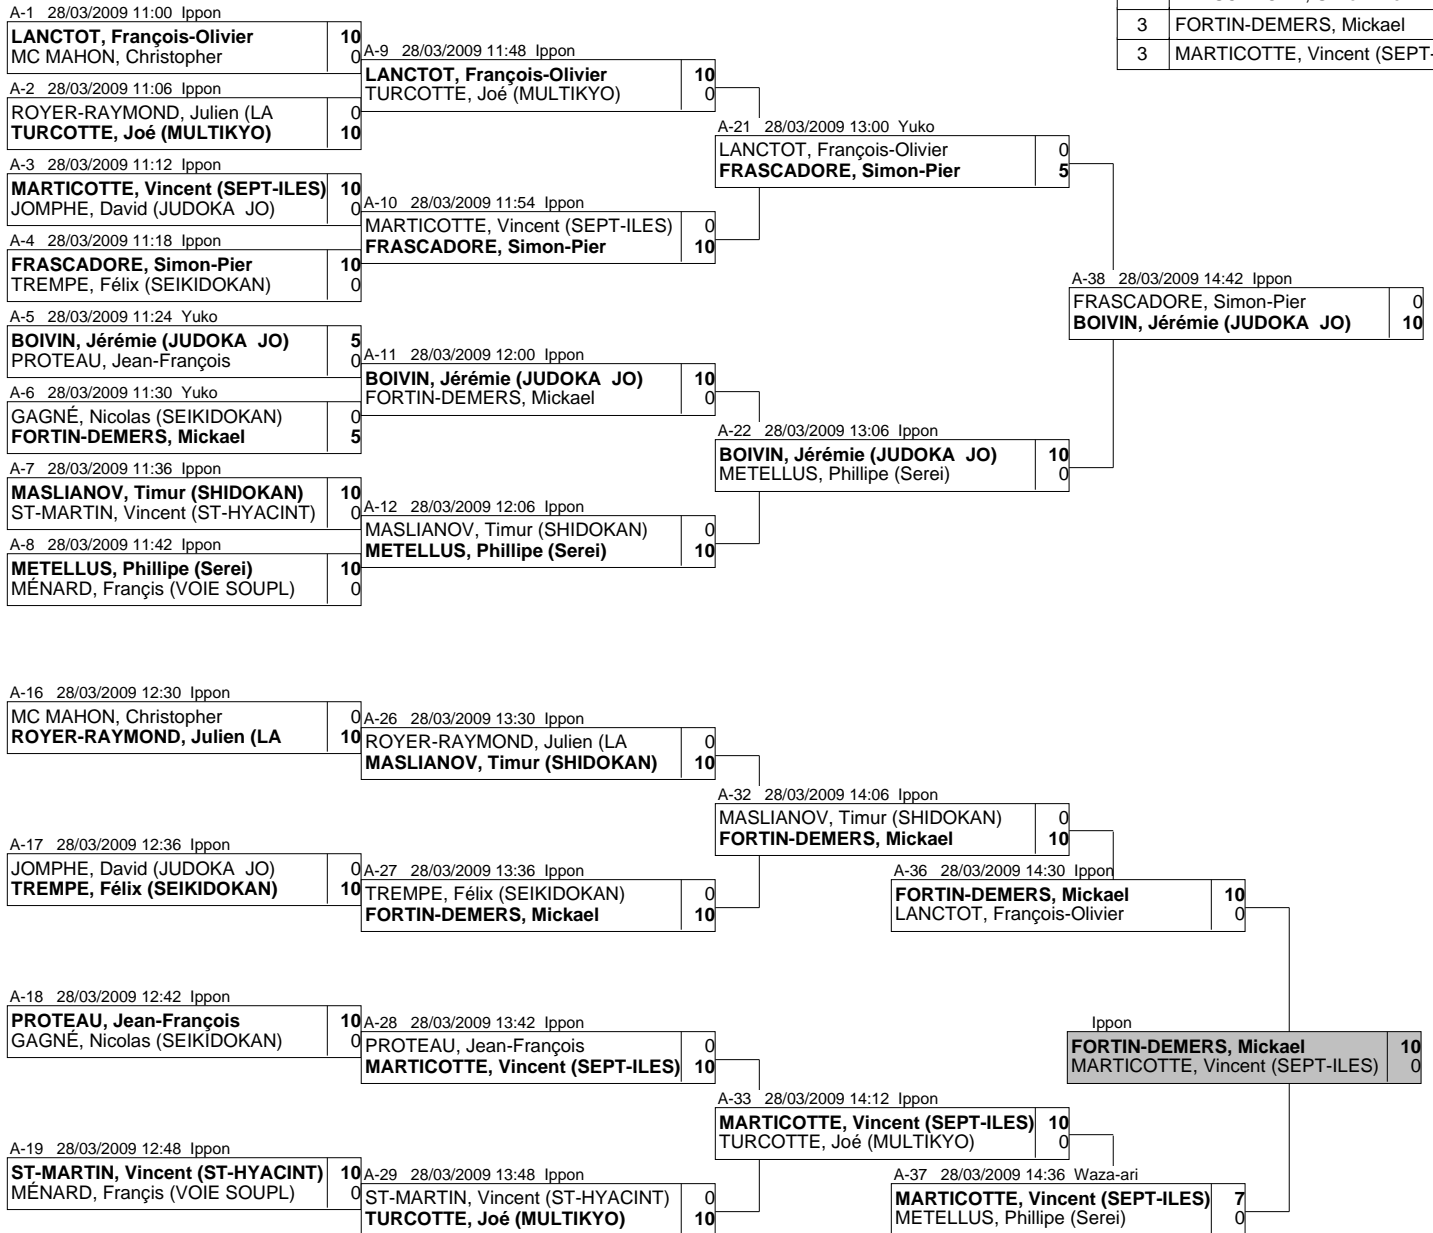 3 FORTIN-DEMERS, Mickael
3 MARTICOTTE, Vincent (SEPT-
A-1 28/03/2009 11:00 Ippon
LANCTOT, François-Olivier 10
MC MAHON, Christopher 0
A-2 28/03/2009 11:06 Ippon
ROYER-RAYMOND, Julien (LA 0
TURCOTTE, Joé (MULTIKYO) 10
A-3 28/03/2009 11:12 Ippon
MARTICOTTE, Vincent (SEPT-ILES) 10
JOMPHE, David (JUDOKA JO) 0
A-4 28/03/2009 11:18 Ippon
FRASCADORE, Simon-Pier 10
TREMPE, Félix (SEIKIDOKAN) 0
A-5 28/03/2009 11:24 Yuko
BOIVIN, Jérémie (JUDOKA JO) 5
PROTEAU, Jean-François 0
A-6 28/03/2009 11:30 Yuko
GAGNÉ, Nicolas (SEIKIDOKAN) 0
FORTIN-DEMERS, Mickael 5
A-7 28/03/2009 11:36 Ippon
MASLIANOV, Timur (SHIDOKAN) 10
ST-MARTIN, Vincent (ST-HYACINT) 0
A-8 28/03/2009 11:42 Ippon
METELLUS, Phillipe (Serei) 10
MÉNARD, Françis (VOIE SOUPL) 0
A-9 28/03/2009 11:48 Ippon
LANCTOT, François-Olivier 10
TURCOTTE, Joé (MULTIKYO) 0
A-10 28/03/2009 11:54 Ippon
MARTICOTTE, Vincent (SEPT-ILES) 0
FRASCADORE, Simon-Pier 10
A-11 28/03/2009 12:00 Ippon
BOIVIN, Jérémie (JUDOKA JO) 10
FORTIN-DEMERS, Mickael 0
A-12 28/03/2009 12:06 Ippon
MASLIANOV, Timur (SHIDOKAN) 0
METELLUS, Phillipe (Serei) 10
A-21 28/03/2009 13:00 Yuko
LANCTOT, François-Olivier 0
FRASCADORE, Simon-Pier 5
A-22 28/03/2009 13:06 Ippon
BOIVIN, Jérémie (JUDOKA JO) 10
METELLUS, Phillipe (Serei) 0
A-38 28/03/2009 14:42 Ippon
FRASCADORE, Simon-Pier 0
BOIVIN, Jérémie (JUDOKA JO) 10
A-16 28/03/2009 12:30 Ippon
MC MAHON, Christopher 0
ROYER-RAYMOND, Julien (LA 10
A-17 28/03/2009 12:36 Ippon
JOMPHE, David (JUDOKA JO) 0
TREMPE, Félix (SEIKIDOKAN) 10
A-18 28/03/2009 12:42 Ippon
PROTEAU, Jean-François 10
GAGNÉ, Nicolas (SEIKIDOKAN) 0
A-19 28/03/2009 12:48 Ippon
ST-MARTIN, Vincent (ST-HYACINT) 10
MÉNARD, Françis (VOIE SOUPL) 0
A-26 28/03/2009 13:30 Ippon
ROYER-RAYMOND, Julien (LA 0
MASLIANOV, Timur (SHIDOKAN) 10
A-27 28/03/2009 13:36 Ippon
TREMPE, Félix (SEIKIDOKAN) 0
FORTIN-DEMERS, Mickael 10
A-28 28/03/2009 13:42 Ippon
PROTEAU, Jean-François 0
MARTICOTTE, Vincent (SEPT-ILES) 10
A-29 28/03/2009 13:48 Ippon
ST-MARTIN, Vincent (ST-HYACINT) 0
TURCOTTE, Joé (MULTIKYO) 10
A-32 28/03/2009 14:06 Ippon
MASLIANOV, Timur (SHIDOKAN) 0
FORTIN-DEMERS, Mickael 10
A-33 28/03/2009 14:12 Ippon
MARTICOTTE, Vincent (SEPT-ILES) 10
TURCOTTE, Joé (MULTIKYO) 0
A-36 28/03/2009 14:30 Ippon
FORTIN-DEMERS, Mickael 10
LANCTOT, François-Olivier 0
A-37 28/03/2009 14:36 Waza-ari
MARTICOTTE, Vincent (SEPT-ILES) 7
METELLUS, Phillipe (Serei) 0
Ippon
FORTIN-DEMERS, Mickael 10
MARTICOTTE, Vincent (SEPT-ILES) 0